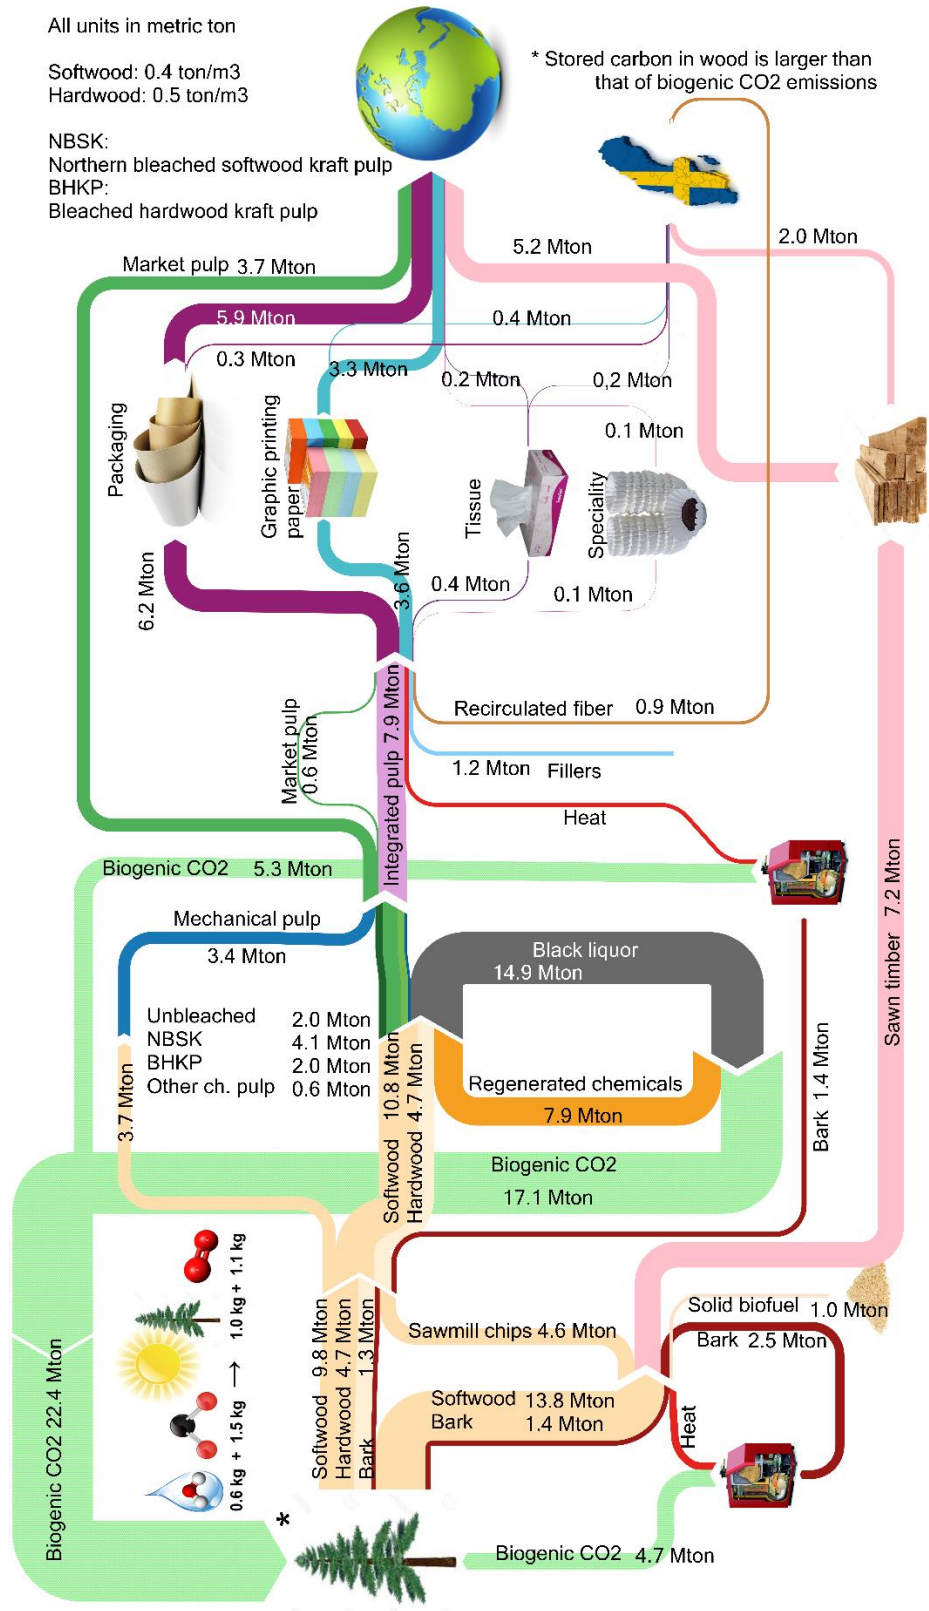 All units in metric ton
Softwood: 0.4 ton/m3
Hardwood: 0.5 ton/m3
NBSK:
Northern bleached softwood kraft pulp
BHKP:
Bleached hardwood kraft pulp
* Stored carbon in wood is larger than
that of biogenic CO2 emissions
5.2 Mton
2.0 Mton
Market pulp 3.7 Mton
5.9 Mton
0.4 Mton
0.3 Mton
3.3 Mton
0.2 Mton
0,2 Mton
0.1 Mton
Packaging
Graphic printing
paper
Tissue
Speciality
6.2 Mton
3.6 Mton
0.4 Mton
0.1 Mton
Market pulp
0.6 Mton
Integrated pulp 7.9 Mton
Recirculated fiber 0.9 Mton
1.2 Mton Fillers
Heat
Biogenic CO2 5.3 Mton
Sawn timber 7.2 Mton
Mechanical pulp
3.4 Mton
Black liquor
14.9 Mton
Unbleached 2.0 Mton
NBSK 4.1 Mton
BHKP 2.0 Mton
Other ch. pulp 0.6 Mton
3.7 Mton
Softwood 10.8 Mton
Hardwood 4.7 Mton
Regenerated chemicals
7.9 Mton
Bark 1.4 Mton
Biogenic CO2
17.1 Mton
0.6 kg + 1.5 kg → 1.0 kg + 1.1 kg
Softwood 9.8 Mton
Hardwood 4.7 Mton
Bark 1.3 Mton
Sawmill chips 4.6 Mton
Solid biofuel 1.0 Mton
Bark 2.5 Mton
Softwood 13.8 Mton
Bark 1.4 Mton
Heat
Biogenic CO2 22.4 Mton
*
Biogenic CO2 4.7 Mton